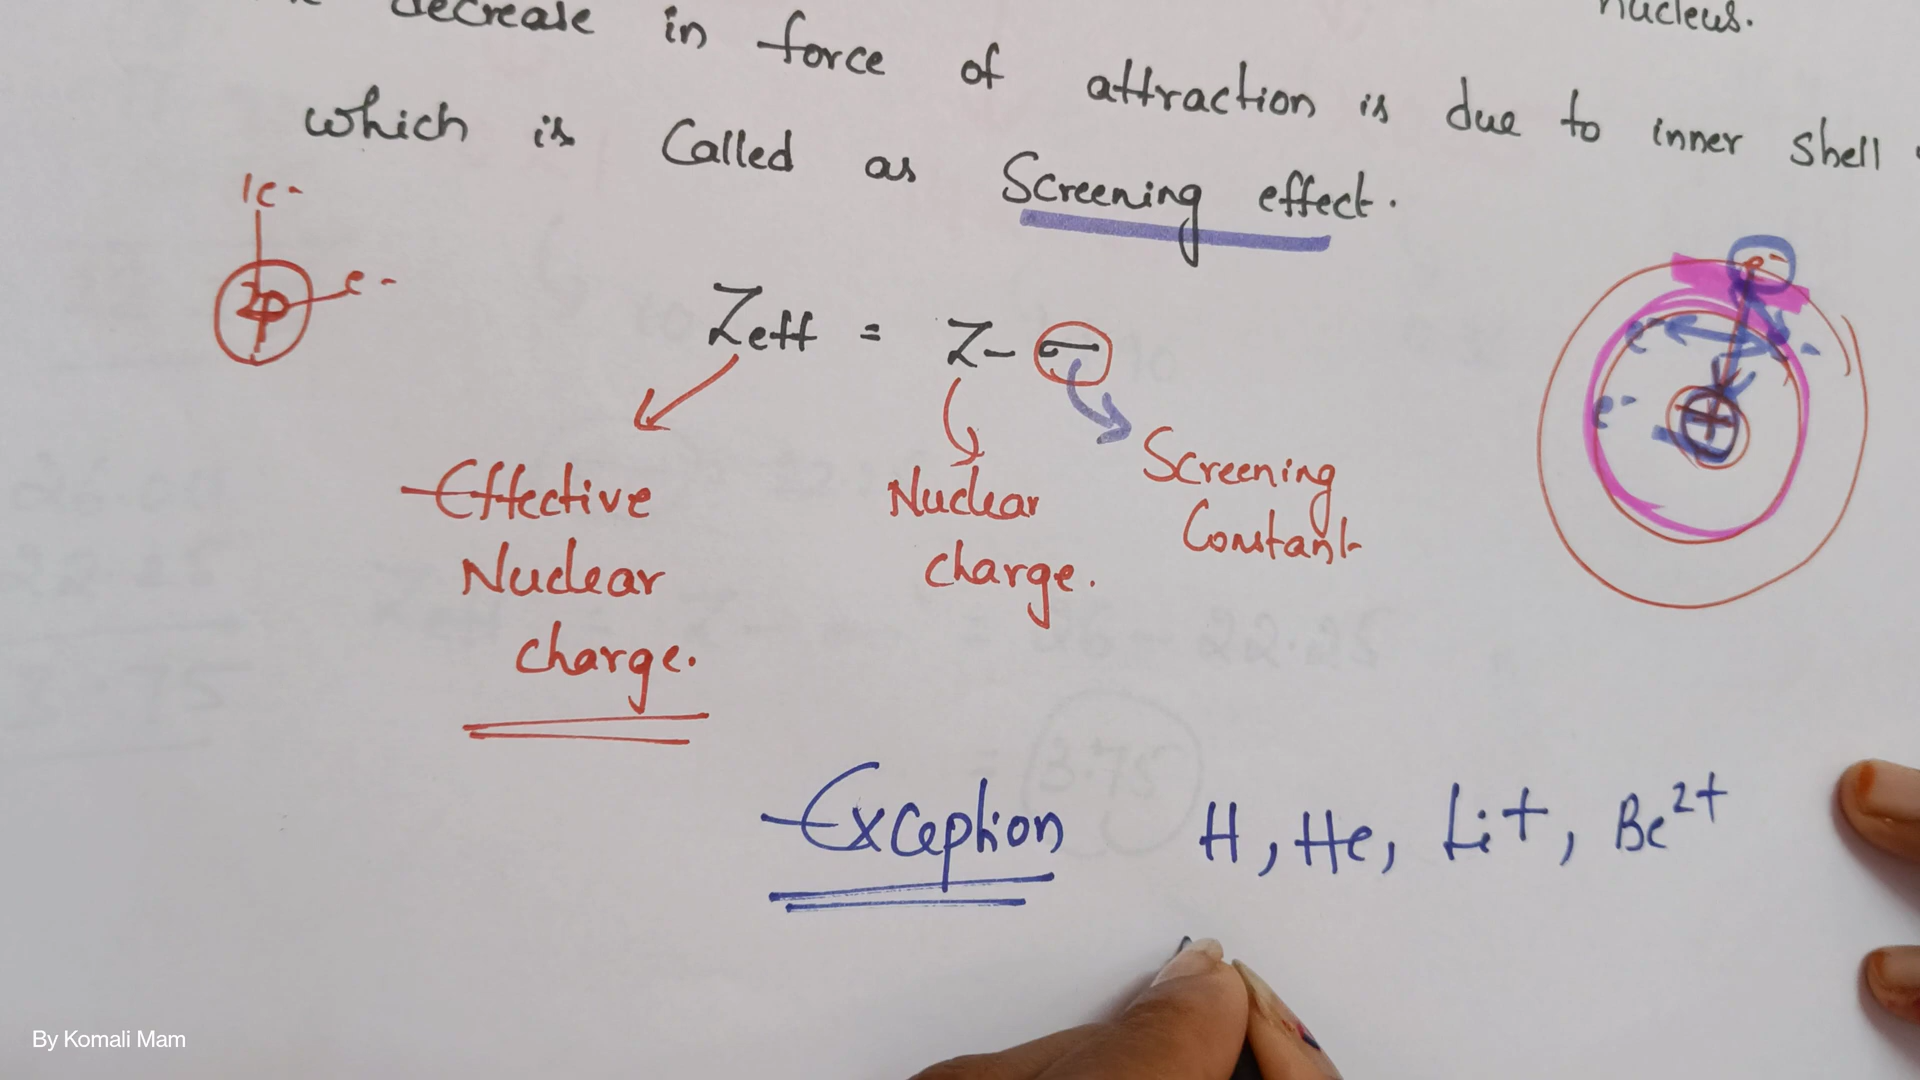 nucleus.
decrease in force of attraction is due to inner shell
which is Called as Screening effect.
1e-
2p e-
Zeff = Z - σ
e-
e- -
e- +
Effective Nuclear charge.
Nuclear charge.
Screening Constant
Exception H, He, Li+, Be2+
By Komali Mam